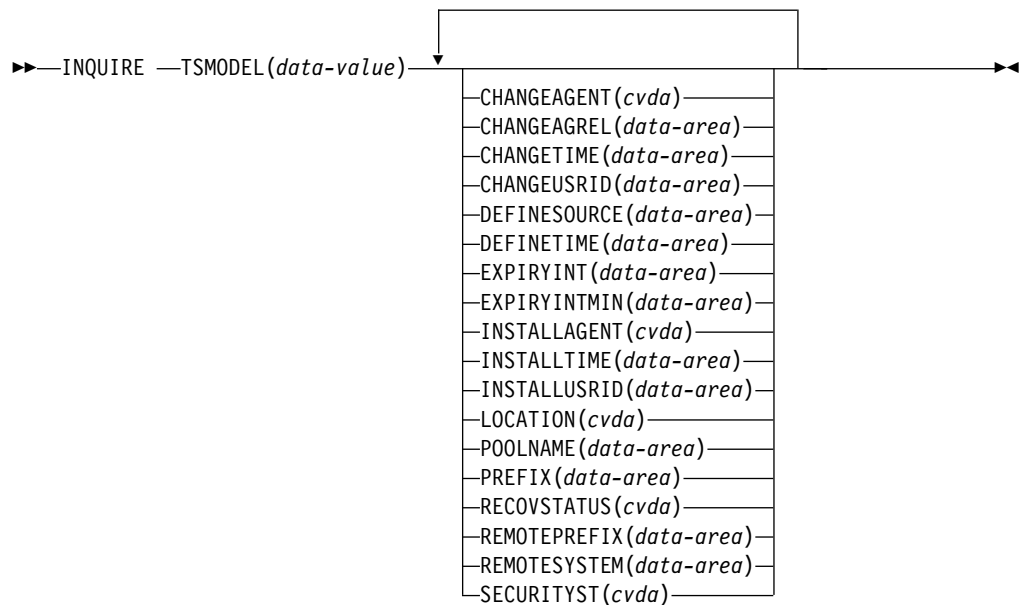 INQUIRE TSMODEL(data-value)
CHANGEAGENT(cvda)
CHANGEAGREL(data-area)
CHANGETIME(data-area)
CHANGEUSRID(data-area)
DEFINESOURCE(data-area)
DEFINETIME(data-area)
EXPIRYINT(data-area)
EXPIRYINTMIN(data-area)
INSTALLAGENT(cvda)
INSTALLTIME(data-area)
INSTALLUSRID(data-area)
LOCATION(cvda)
POOLNAME(data-area)
PREFIX(data-area)
RECOVSTATUS(cvda)
REMOTEPREFIX(data-area)
REMOTESYSTEM(data-area)
SECURITYST(cvda)